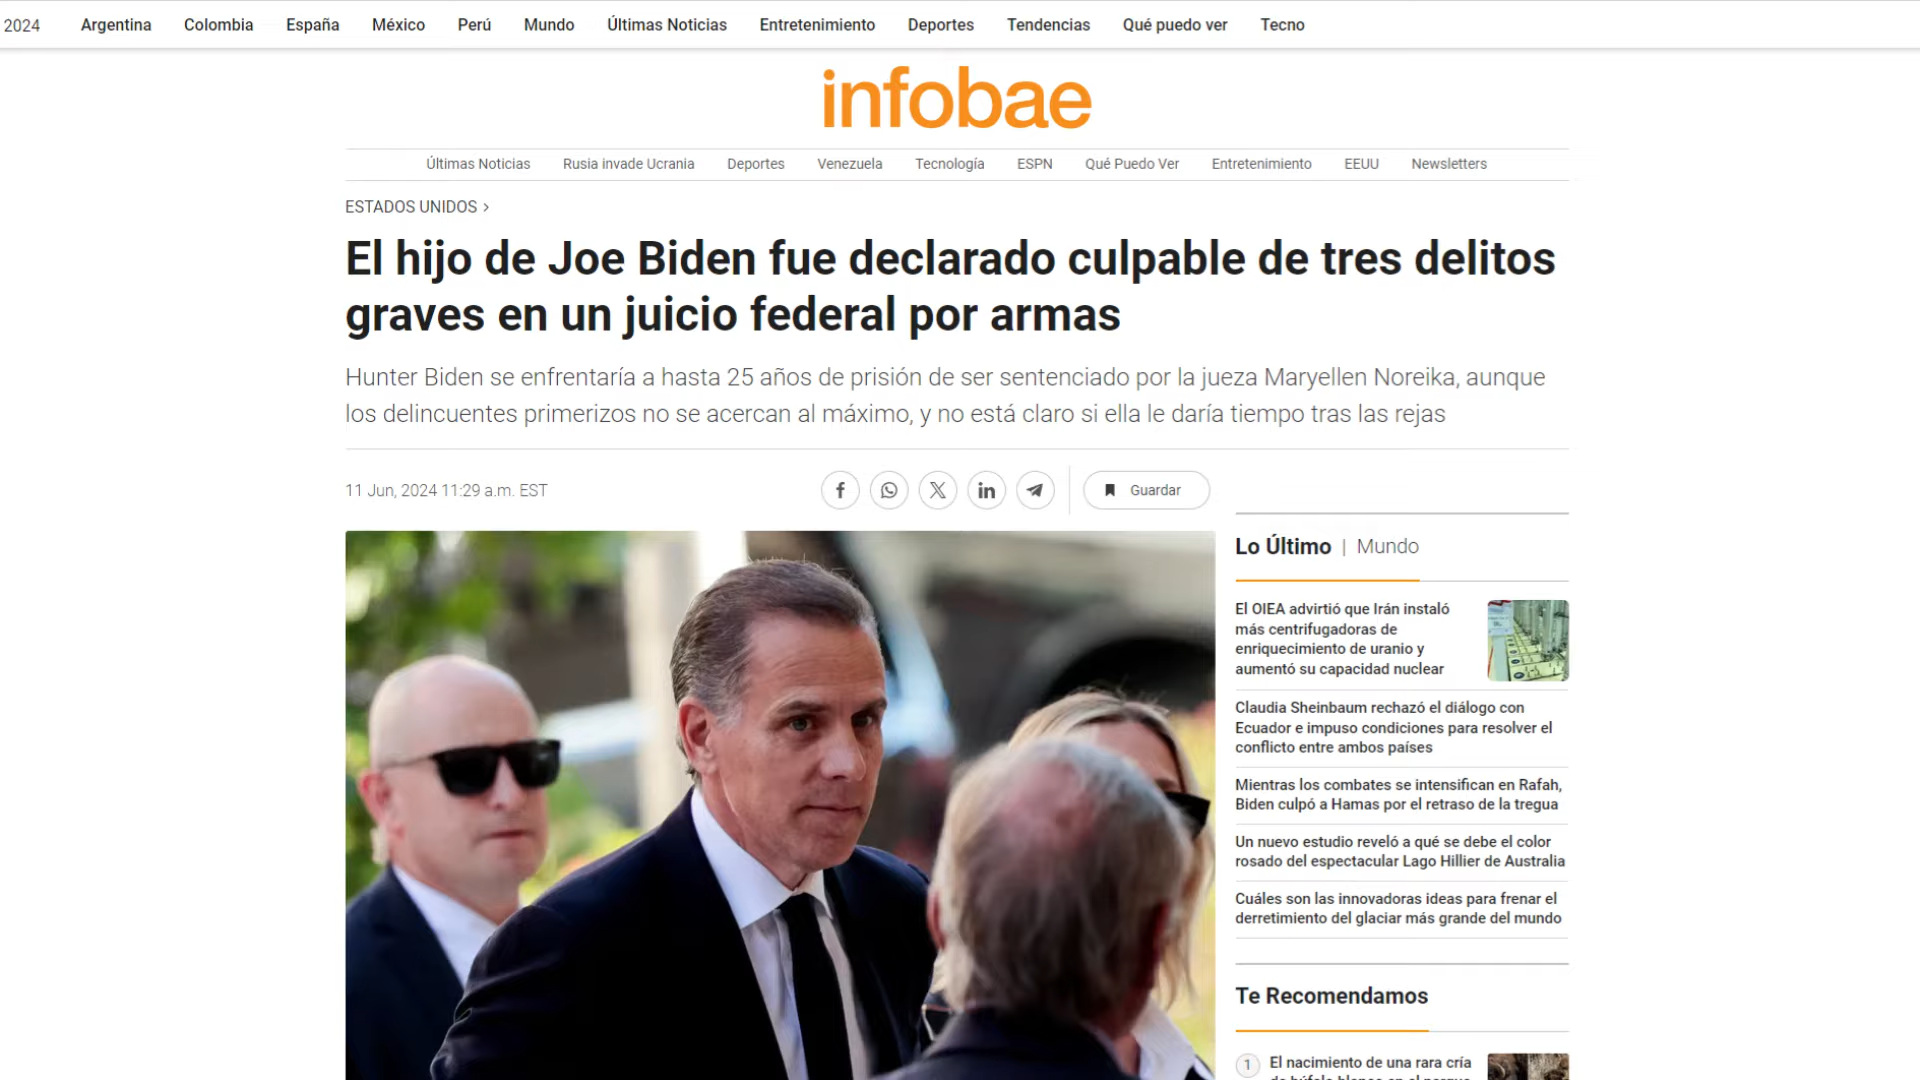 2024 Argentina Colombia España México Perú Mundo Últimas Noticias Entretenimiento Deportes Tendencias Qué puedo ver Tecno
infobae
Últimas Noticias Rusia invade Ucrania Deportes Venezuela Tecnología ESPN Qué Puedo Ver Entretenimiento EEUU Newsletters
ESTADOS UNIDOS >
El hijo de Joe Biden fue declarado culpable de tres delitos
graves en un juicio federal por armas
Hunter Biden se enfrentaría a hasta 25 años de prisión de ser sentenciado por la jueza Maryellen Noreika, aunque
los delincuentes primerizos no se acercan al máximo, y no está claro si ella le daría tiempo tras las rejas
11 Jun, 2024 11:29 a.m. EST
Guardar
Lo Último | Mundo
El OIEA advirtió que Irán instaló
más centrifugadoras de
enriquecimiento de uranio y
aumentó su capacidad nuclear
Claudia Sheinbaum rechazó el diálogo con
Ecuador e impuso condiciones para resolver el
conflicto entre ambos países
Mientras los combates se intensifican en Rafah,
Biden culpó a Hamas por el retraso de la tregua
Un nuevo estudio reveló a qué se debe el color
rosado del espectacular Lago Hillier de Australia
Cuáles son las innovadoras ideas para frenar el
derretimiento del glaciar más grande del mundo
Te Recomendamos
1 El nacimiento de una rara cría